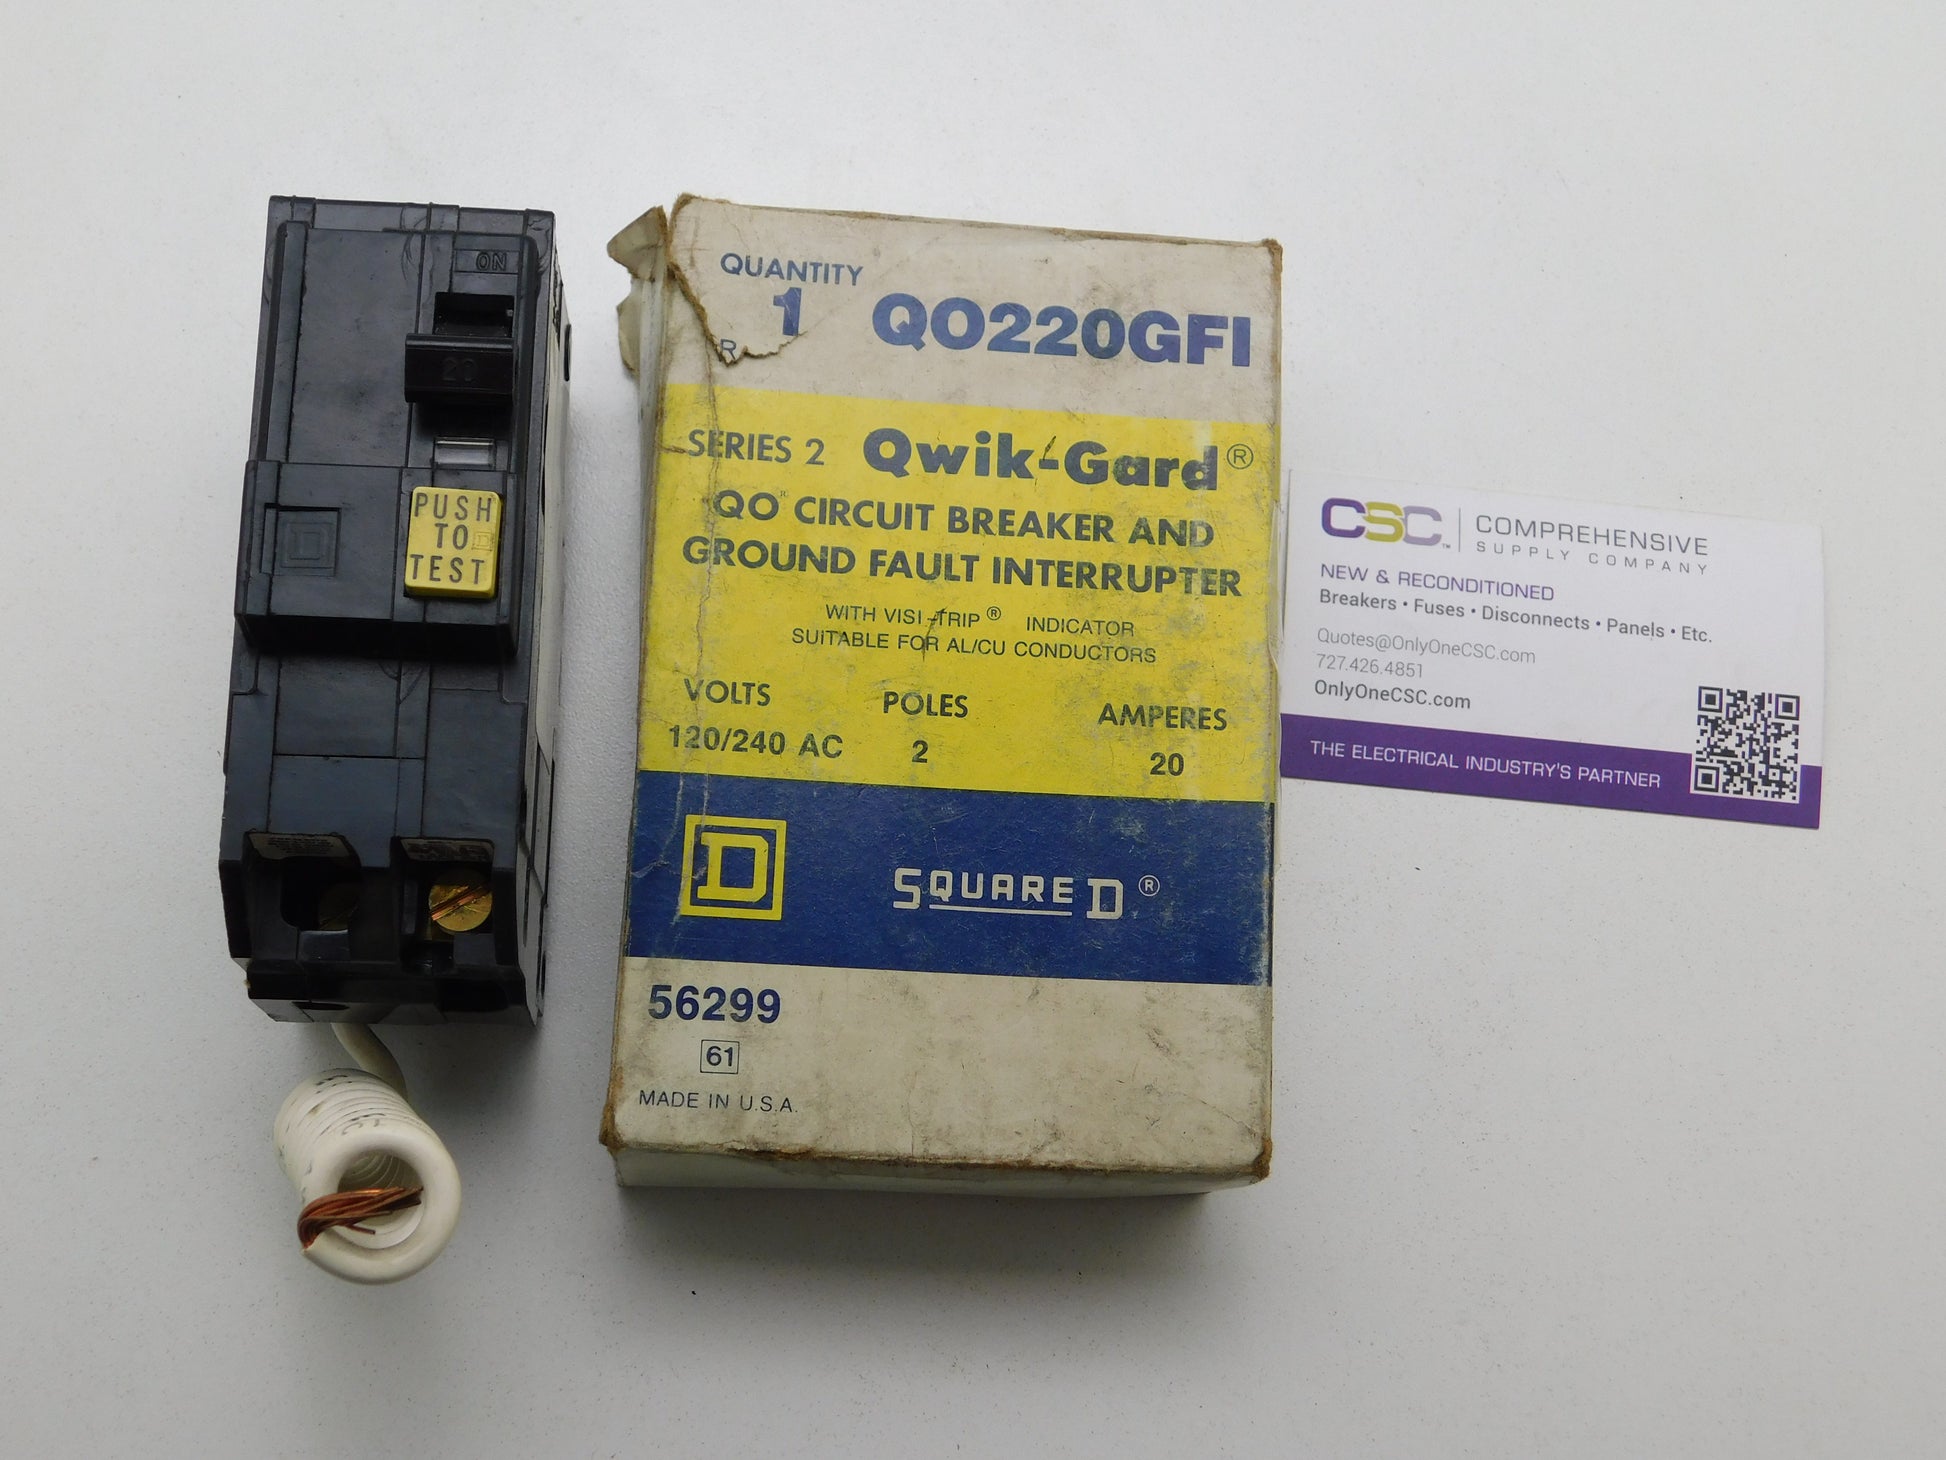 ON
20
PUSH
TO
TEST
QUANTITY
1
QO220GFI
SERIES 2 Qwik-Gard®
QO® CIRCUIT BREAKER AND
GROUND FAULT INTERRUPTER
WITH VISI-TRIP® INDICATOR
SUITABLE FOR AL/CU CONDUCTORS
VOLTS POLES AMPERES
120/240 AC 2 20
D SQUARE D®
56299
61
MADE IN U.S.A.
CSC™ COMPREHENSIVE
SUPPLY COMPANY
NEW & RECONDITIONED
Breakers • Fuses • Disconnects • Panels • Etc.
Quotes@OnlyOneCSC.com
727.426.4851
OnlyOneCSC.com
THE ELECTRICAL INDUSTRY'S PARTNER